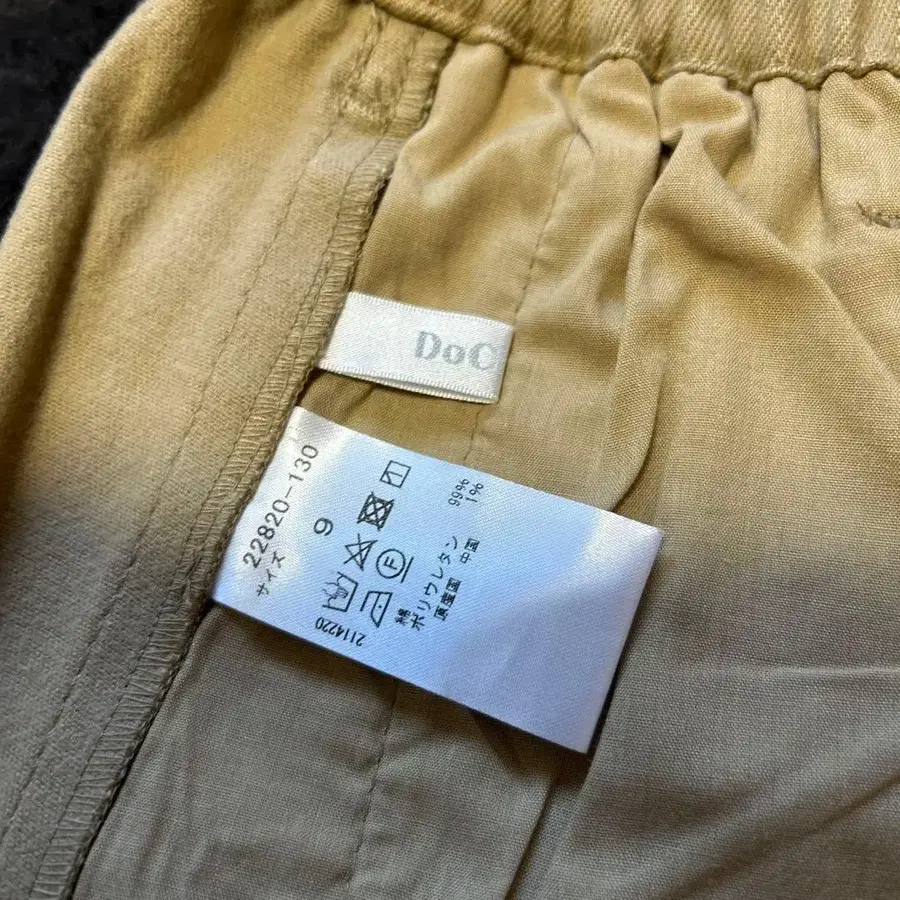 DoC
22820-130
サイズ 9
F
綿 99%
ポリウレタン 1%
原産国 中国
2114220